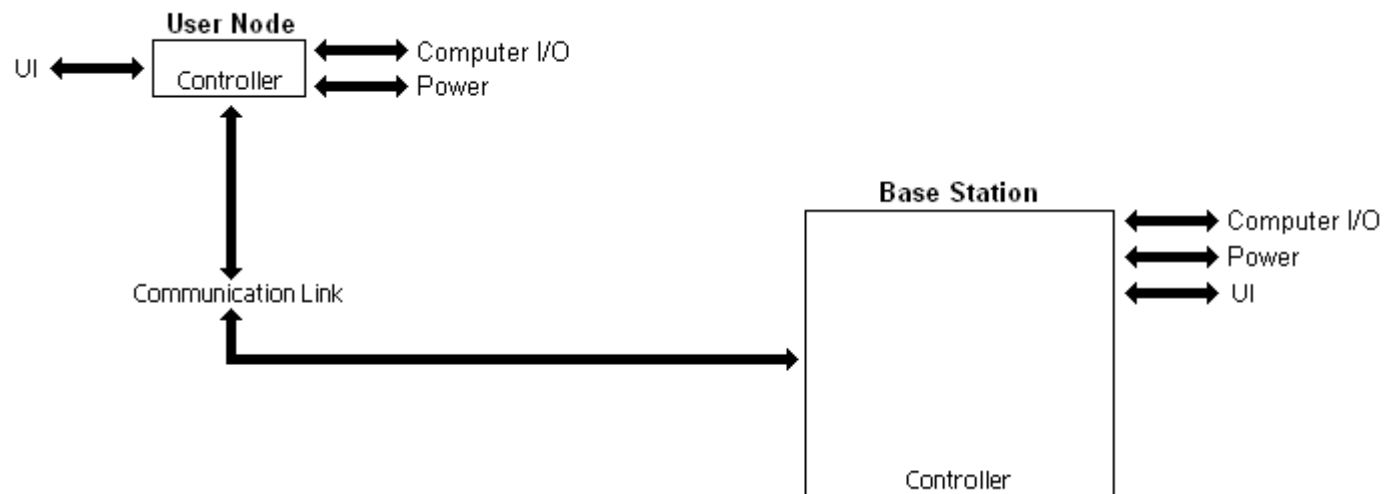 User Node
UI
Controller
Computer I/O
Power
Communication Link
Base Station
Computer I/O
Power
UI
Controller